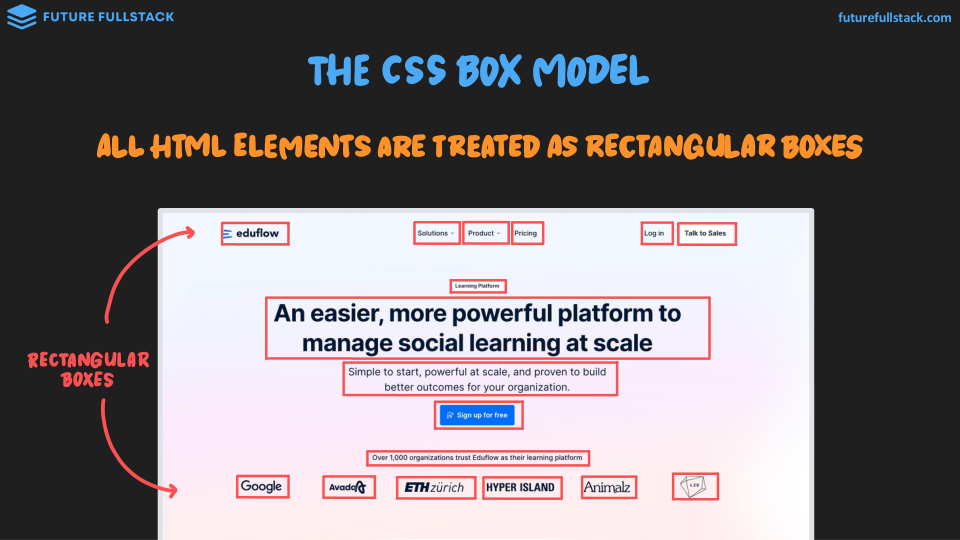 FUTURE FULLSTACK
futurefullstack.com
THE CSS BOX MODEL
ALL HTML ELEMENTS ARE TREATED AS RECTANGULAR BOXES
eduflow
Solutions
Product
Pricing
Log in
Talk to Sales
Learning Platform
An easier, more powerful platform to
manage social learning at scale
RECTANGULAR
BOXES
Simple to start, powerful at scale, and proven to build
better outcomes for your organization.
Sign up for free
Over 1,000 organizations trust Eduflow as their learning platform
Google
Avado
ETH zürich
HYPER ISLAND
Animalz